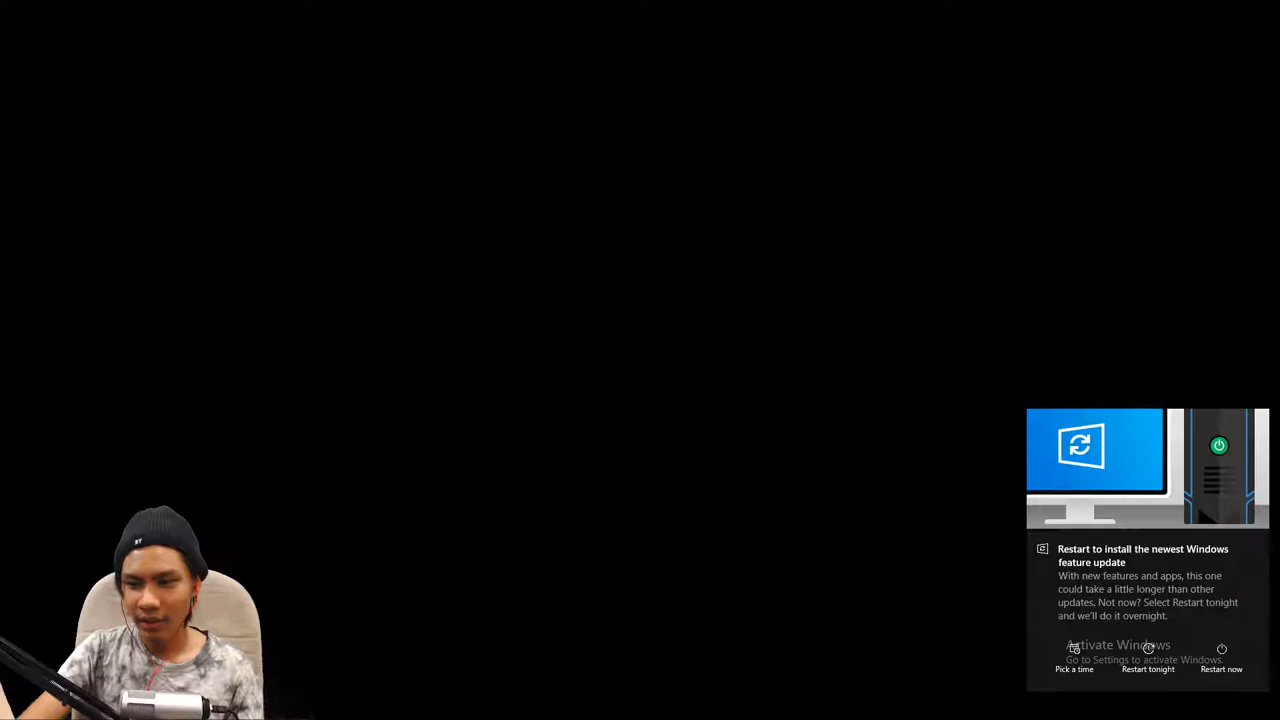 NY
Restart to install the newest Windows
feature update
With new features and apps, this one
could take a little longer than other
updates. Not now? Select Restart tonight
and we'll do it overnight.
Activate Windows
Go to Settings to activate Windows.
Pick a time
Restart tonight
Restart now